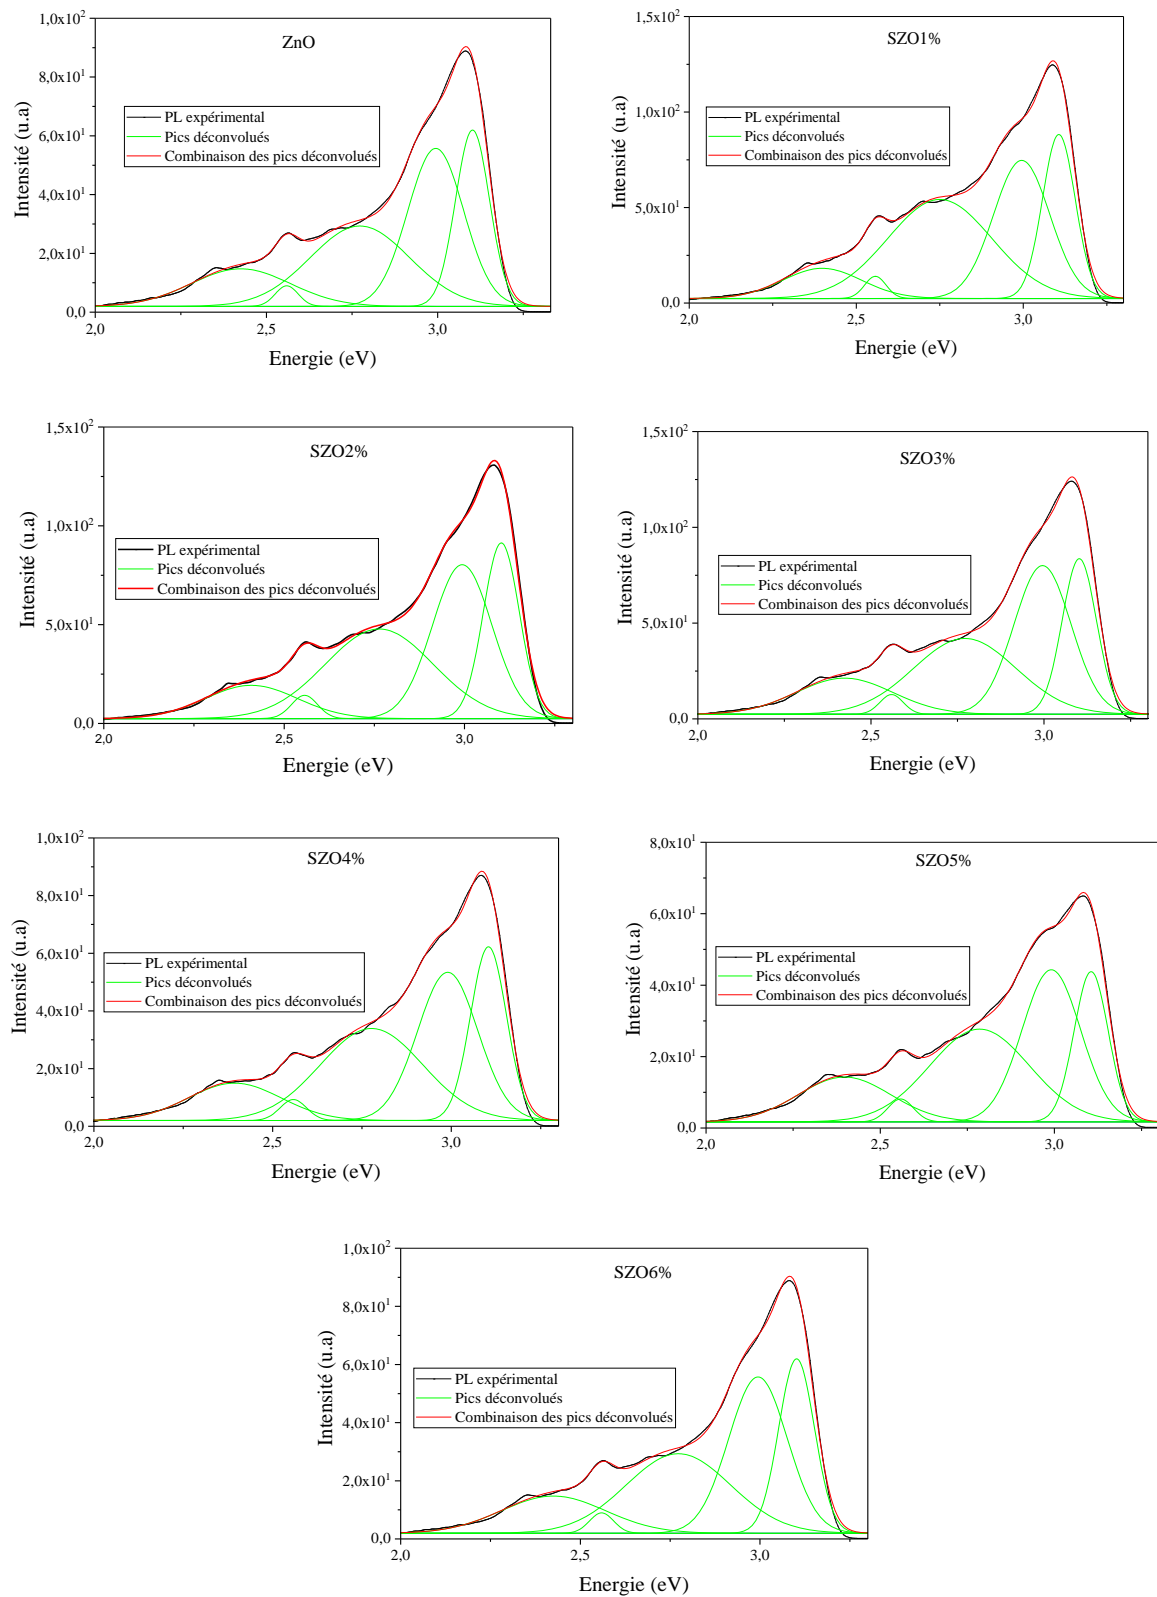 ZnO
1,0x10²
8,0x10¹
6,0x10¹
4,0x10¹
2,0x10¹
0,0
Intensité (u.a)
PL expérimental
Pics déconvolués
Combinaison des pics déconvolués
2,0 2,5 3,0
Energie (eV)
SZO1%
1,5x10²
1,0x10²
5,0x10¹
0,0
Intensité (u.a)
PL expérimental
Pics déconvolués
Combinaison des pics déconvolués
2,0 2,5 3,0
Energie (eV)
SZO2%
1,5x10²
1,0x10²
5,0x10¹
0,0
Intensité (u.a)
PL expérimental
Pics déconvolués
Combinaison des pics déconvolués
2,0 2,5 3,0
Energie (eV)
SZO3%
1,5x10²
1,0x10²
5,0x10¹
0,0
Intensité (u.a)
PL expérimental
Pics déconvolués
Combinaison des pics déconvolués
2,0 2,5 3,0
Energie (eV)
SZO4%
1,0x10²
8,0x10¹
6,0x10¹
4,0x10¹
2,0x10¹
0,0
Intensité (u.a)
PL expérimental
Pics déconvolués
Combinaison des pics déconvolués
2,0 2,5 3,0
Energie (eV)
SZO5%
8,0x10¹
6,0x10¹
4,0x10¹
2,0x10¹
0,0
Intensité (u.a)
PL expérimental
Pics déconvolués
Combinaison des pics déconvolués
2,0 2,5 3,0
Energie (eV)
SZO6%
1,0x10²
8,0x10¹
6,0x10¹
4,0x10¹
2,0x10¹
0,0
Intensité (u.a)
PL expérimental
Pics déconvolués
Combinaison des pics déconvolués
2,0 2,5 3,0
Energie (eV)